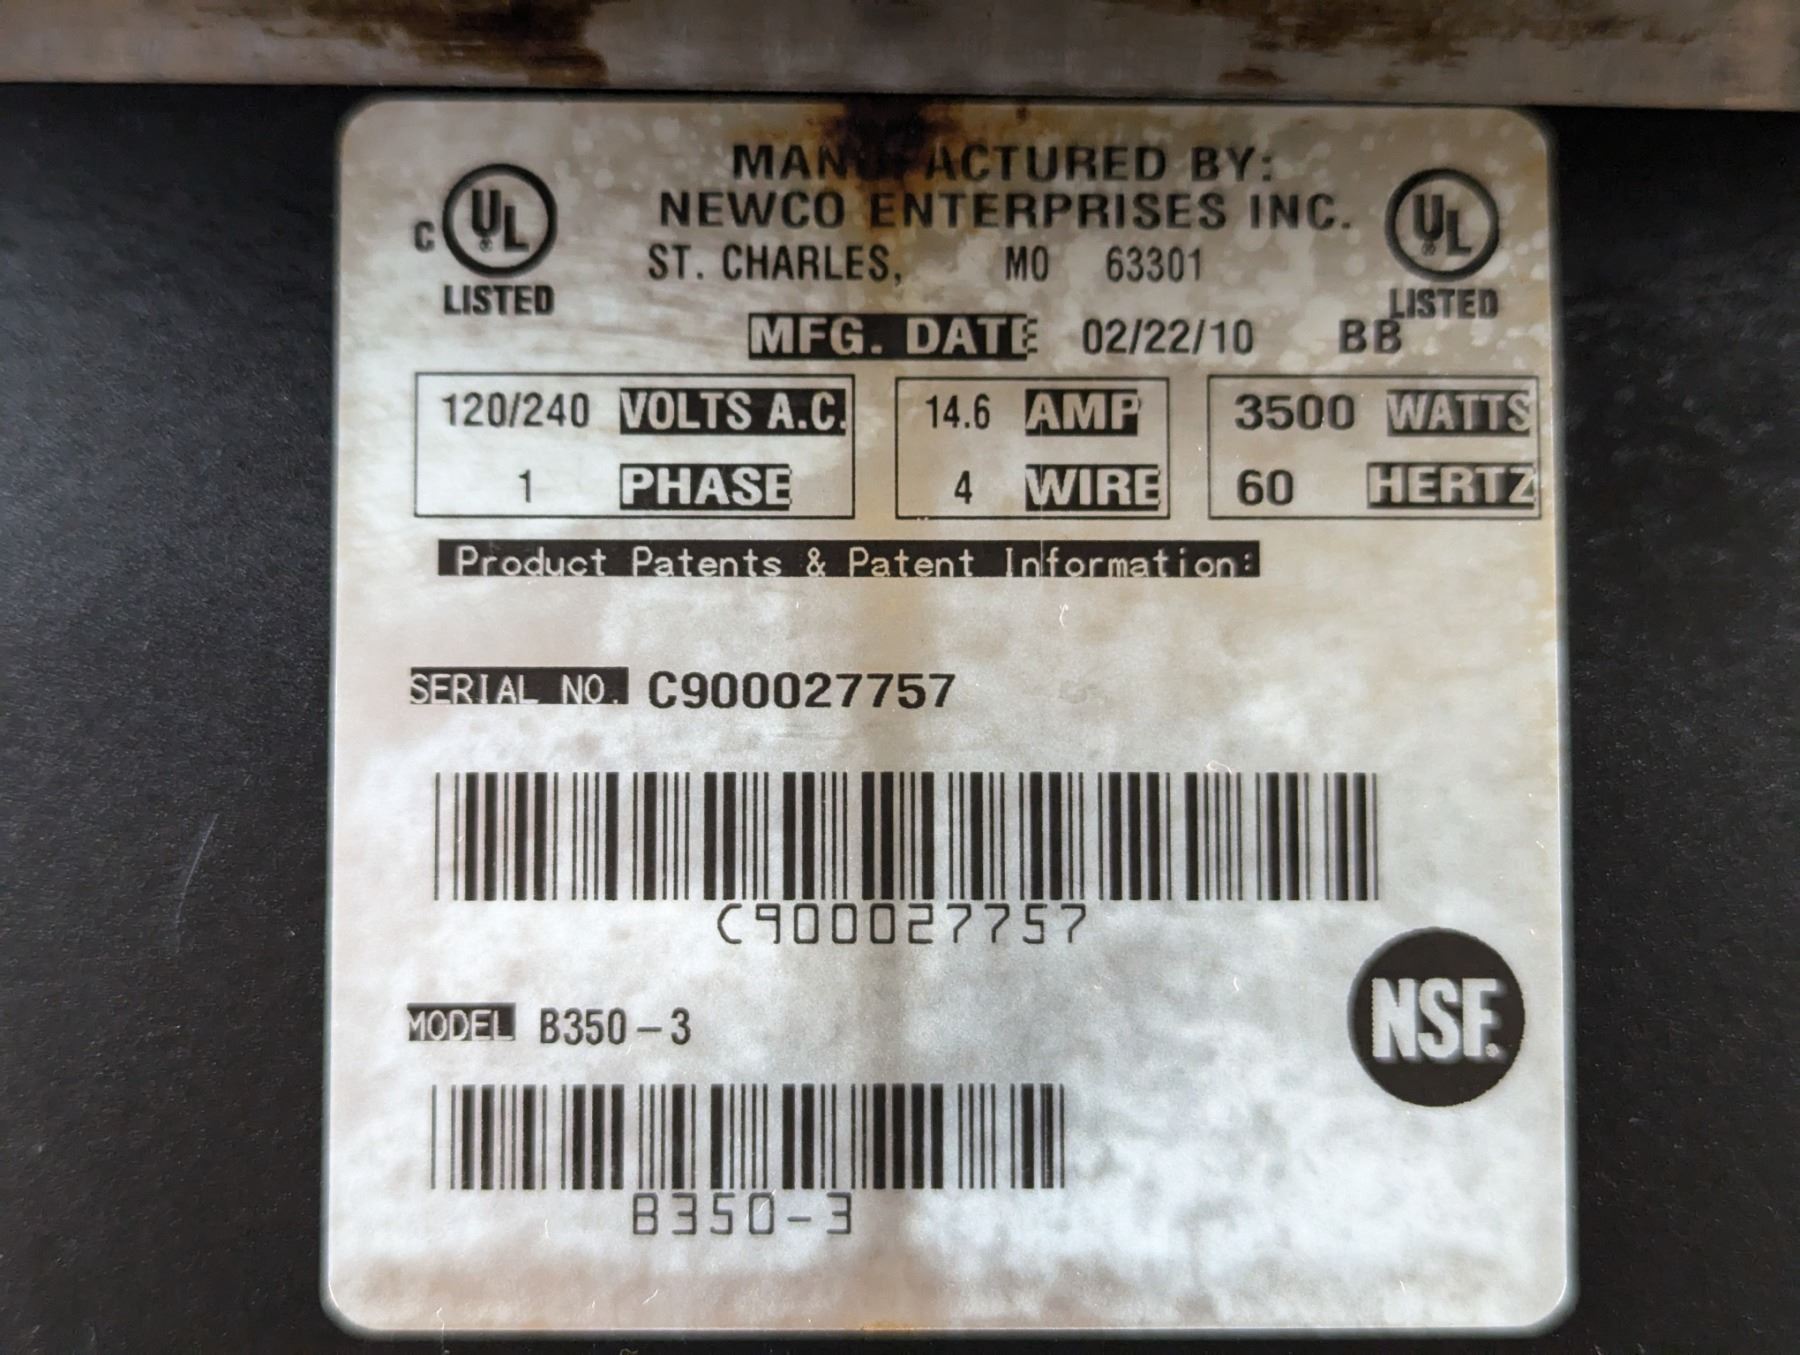 MANUFACTURED BY:
NEWCO ENTERPRISES INC.
ST. CHARLES, MO 63301
C UL ® LISTED
UL ® LISTED
MFG. DATE 02/22/10 BB
120/240 VOLTS A.C. 14.6 AMP 3500 WATTS
1 PHASE 4 WIRE 60 HERTZ
Product Patents & Patent Information:
SERIAL NO. C900027757
C900027757
MODEL B350-3
NSF®
B350-3